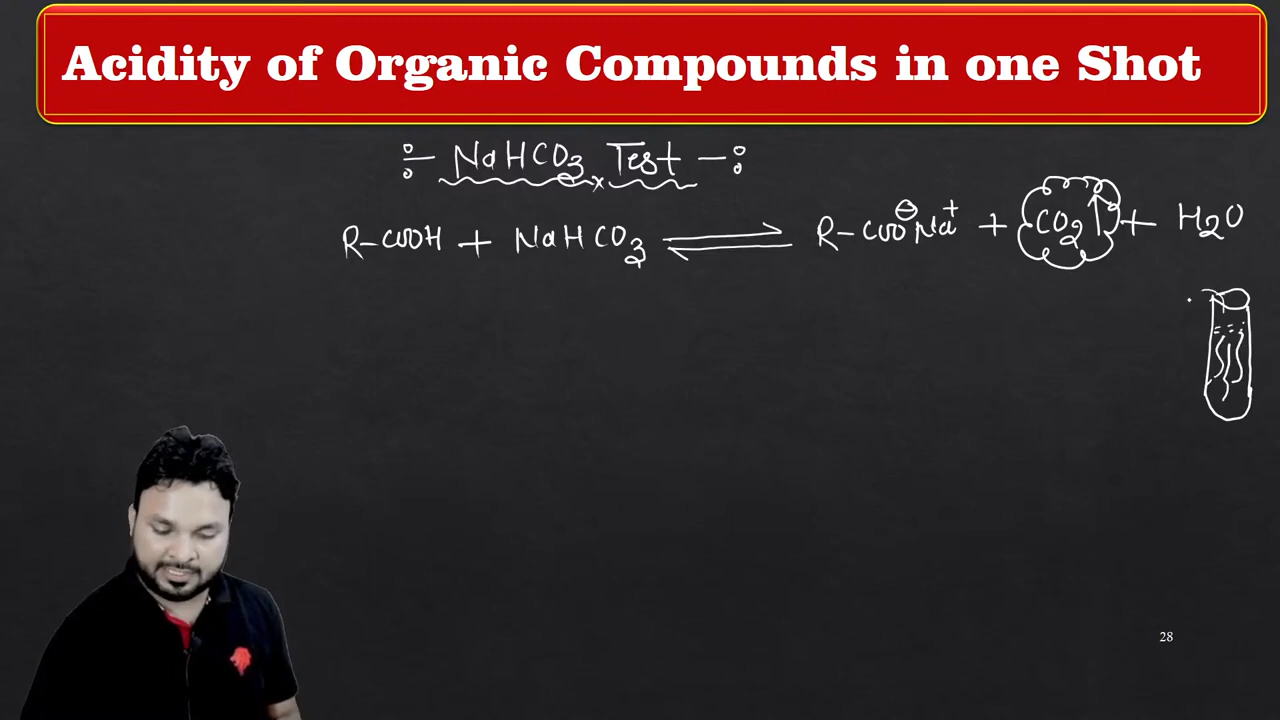 Acidity of Organic Compounds in one Shot
:- NaHCO3 Test -:
R-COOH + NaHCO3 ⇌ R-COO⊖Na+ + CO2↑ + H2O
28